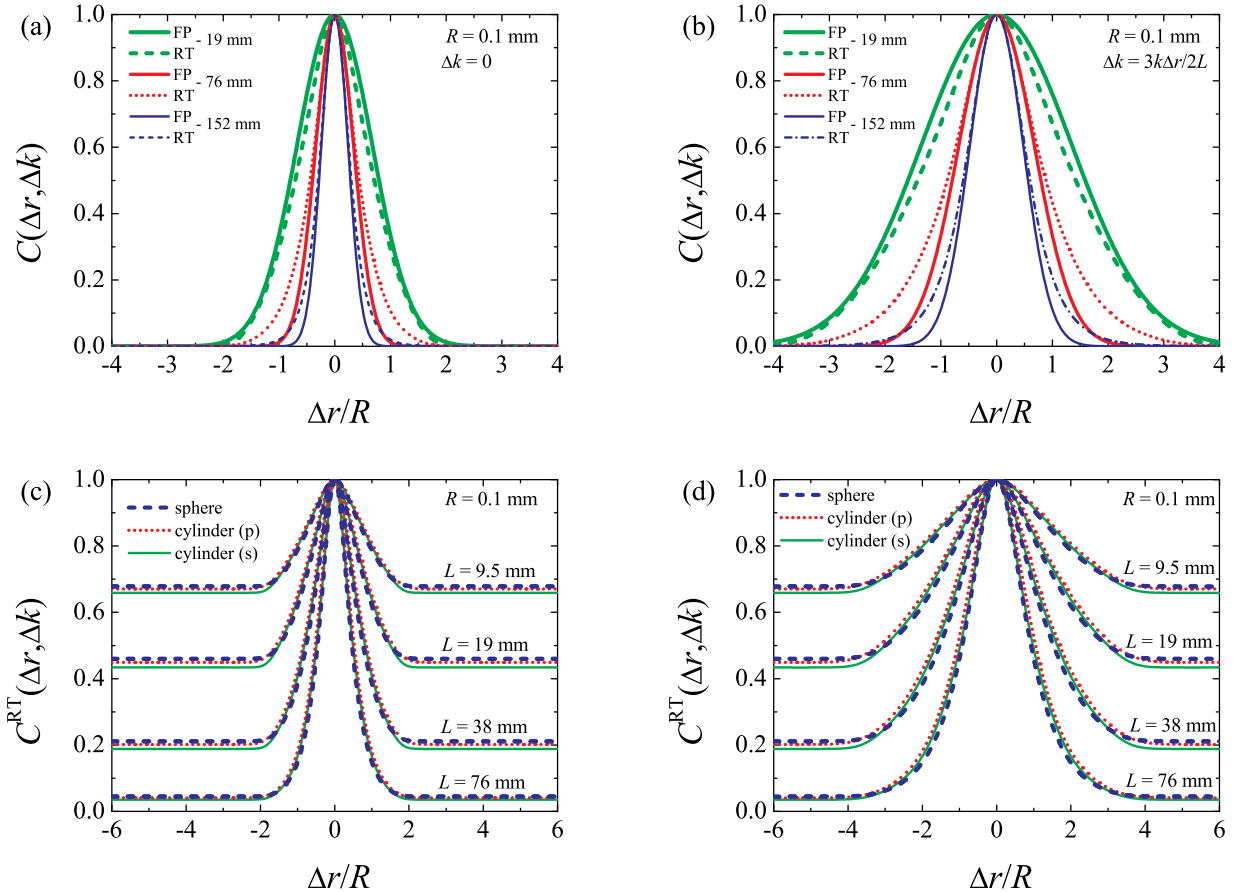 (a)
FP - 19 mm
RT
FP - 76 mm
RT
FP - 152 mm
RT
R = 0.1 mm
Δk = 0
C(Δr,Δk)
1.0
0.8
0.6
0.4
0.2
0.0
-4 -3 -2 -1 0 1 2 3 4
Δr/R
(b)
FP - 19 mm
RT
FP - 76 mm
RT
FP - 152 mm
RT
R = 0.1 mm
Δk = 3kΔr/2L
C(Δr,Δk)
1.0
0.8
0.6
0.4
0.2
0.0
-4 -3 -2 -1 0 1 2 3 4
Δr/R
(c)
sphere
cylinder (p)
cylinder (s)
R = 0.1 mm
L = 9.5 mm
L = 19 mm
L = 38 mm
L = 76 mm
C^RT(Δr,Δk)
1.0
0.8
0.6
0.4
0.2
0.0
-6 -4 -2 0 2 4 6
Δr/R
(d)
sphere
cylinder (p)
cylinder (s)
R = 0.1 mm
L = 9.5 mm
L = 19 mm
L = 38 mm
L = 76 mm
C^RT(Δr,Δk)
1.0
0.8
0.6
0.4
0.2
0.0
-6 -4 -2 0 2 4 6
Δr/R